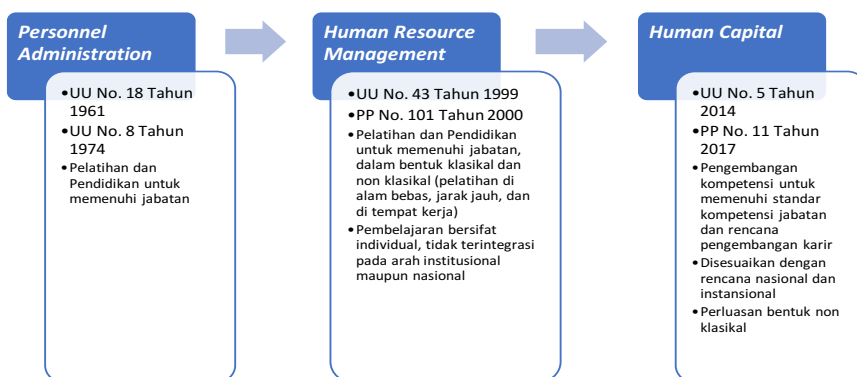 Personnel
Administration
•UU No. 18 Tahun
1961
•UU No. 8 Tahun
1974
•Pelatihan dan
Pendidikan untuk
memenuhi jabatan
Human Resource
Management
•UU No. 43 Tahun 1999
•PP No. 101 Tahun 2000
•Pelatihan dan Pendidikan
untuk memenuhi jabatan,
dalam bentuk klasikal dan
non klasikal (pelatihan di
alam bebas, jarak jauh, dan
di tempat kerja)
•Pembelajaran bersifat
individual, tidak terintegrasi
pada arah institusional
maupun nasional
Human Capital
•UU No. 5 Tahun
2014
•PP No. 11 Tahun
2017
•Pengembangan
kompetensi untuk
memenuhi standar
kompetensi jabatan
dan rencana
pengembangan karir
•Disesuaikan dengan
rencana nasional dan
instansional
•Perluasan bentuk non
klasikal